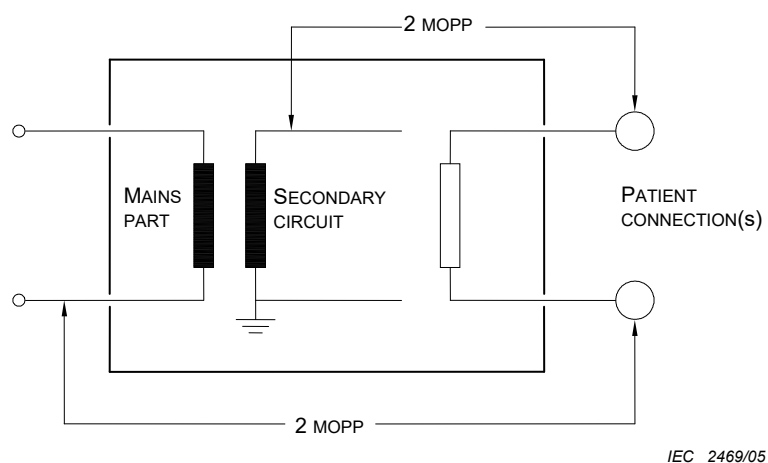 2 MOPP
MAINS
PART
SECONDARY
CIRCUIT
PATIENT
CONNECTION(s)
2 MOPP
IEC 2469/05